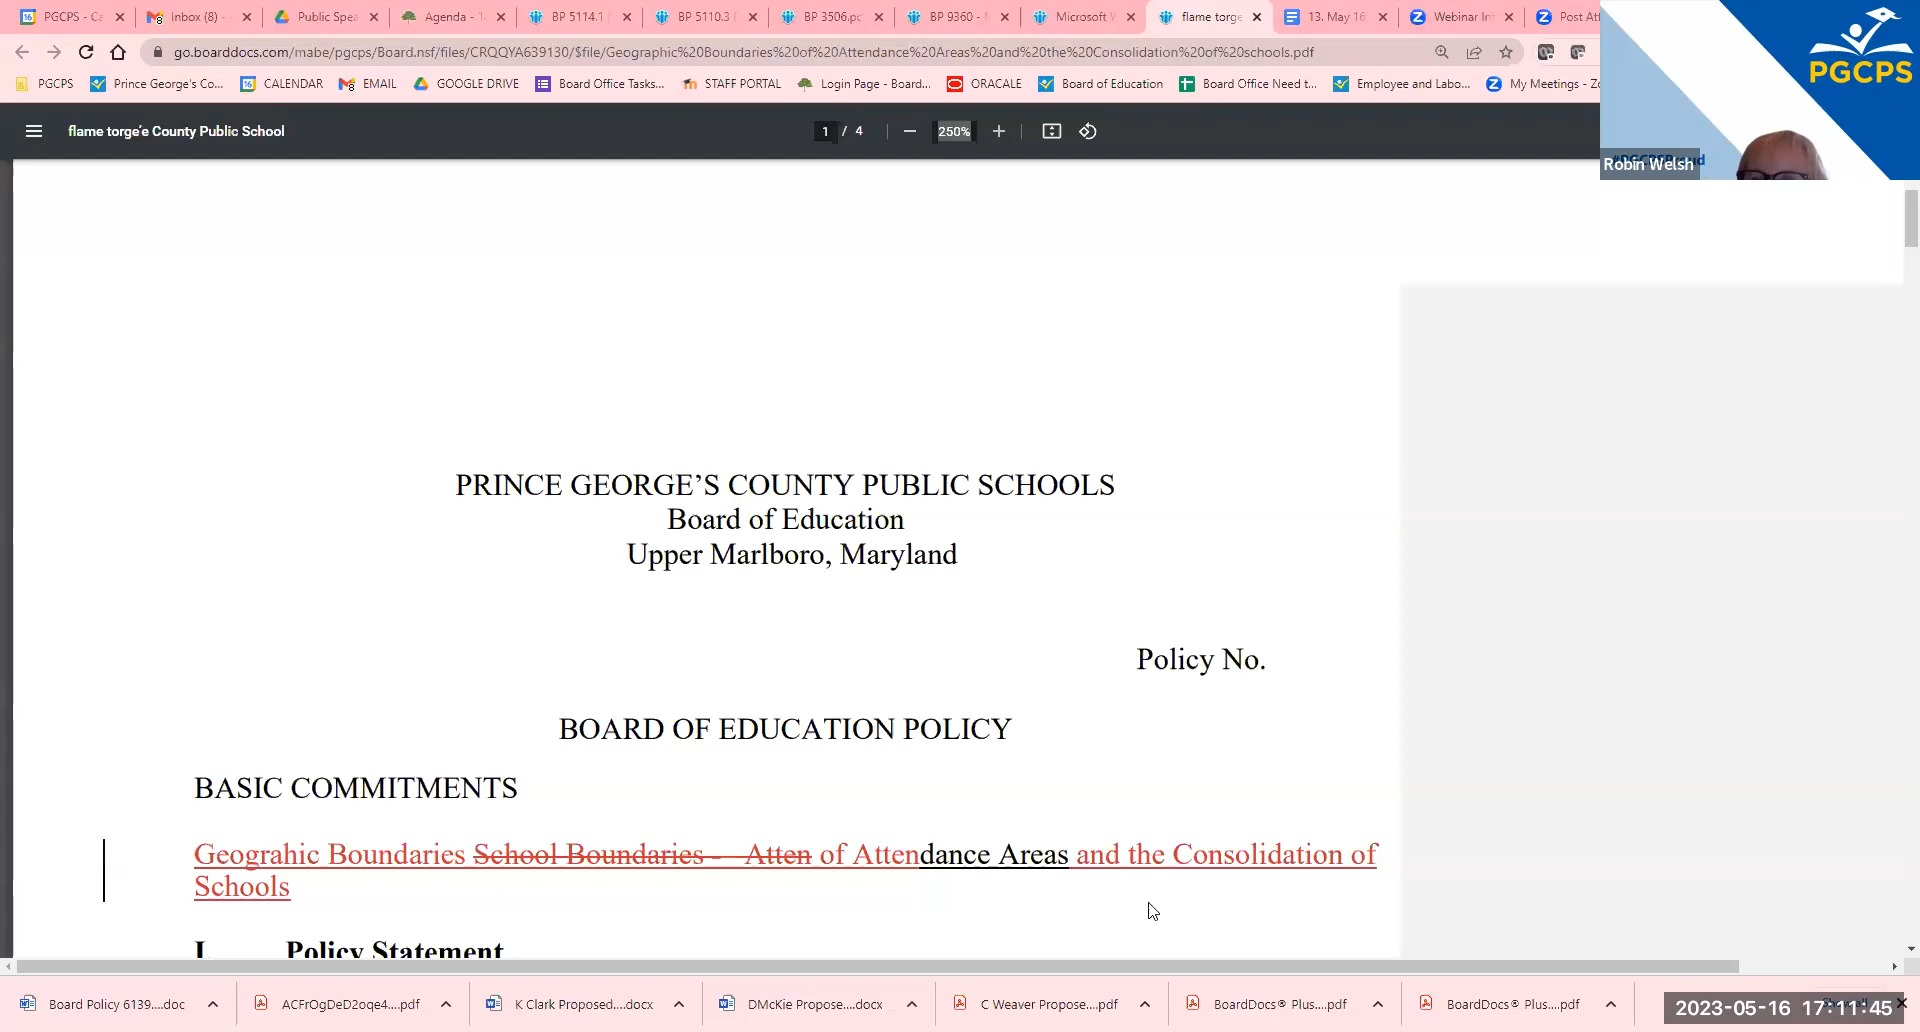 PGCPS - Ca
Inbox (8) -
Public Spea
Agenda - 1
BP 5114.1 (
BP 5110.3 (
BP 3506.pc
BP 9360 -
Microsoft W
flame torge
13. May 16
Webinar In
Post Att
go.boarddocs.com/mabe/pgcps/Board.nsf/files/CRQQYA639130/$file/Geographic%20Boundaries%20of%20Attendance%20Areas%20and%20the%20Consolidation%20of%20schools.pdf
PGCPS
Prince George's Co...
CALENDAR
EMAIL
GOOGLE DRIVE
Board Office Tasks...
STAFF PORTAL
Login Page - Board...
ORACALE
Board of Education
Board Office Need t...
Employee and Labo...
My Meetings - Zo
PGCPS
Robin Welsh
flame torge'e County Public School
1 / 4
250%
PRINCE GEORGE'S COUNTY PUBLIC SCHOOLS
Board of Education
Upper Marlboro, Maryland
Policy No.
BOARD OF EDUCATION POLICY
BASIC COMMITMENTS
Geograhic Boundaries School Boundaries - Atten of Attendance Areas and the Consolidation of
Schools
I. Policy Statement
Board Policy 6139....doc
ACFrOgDeD2oqe4....pdf
K Clark Proposed....docx
DMcKie Propose....docx
C Weaver Propose....pdf
BoardDocs® Plus....pdf
BoardDocs® Plus....pdf
2023-05-16 17:11:45